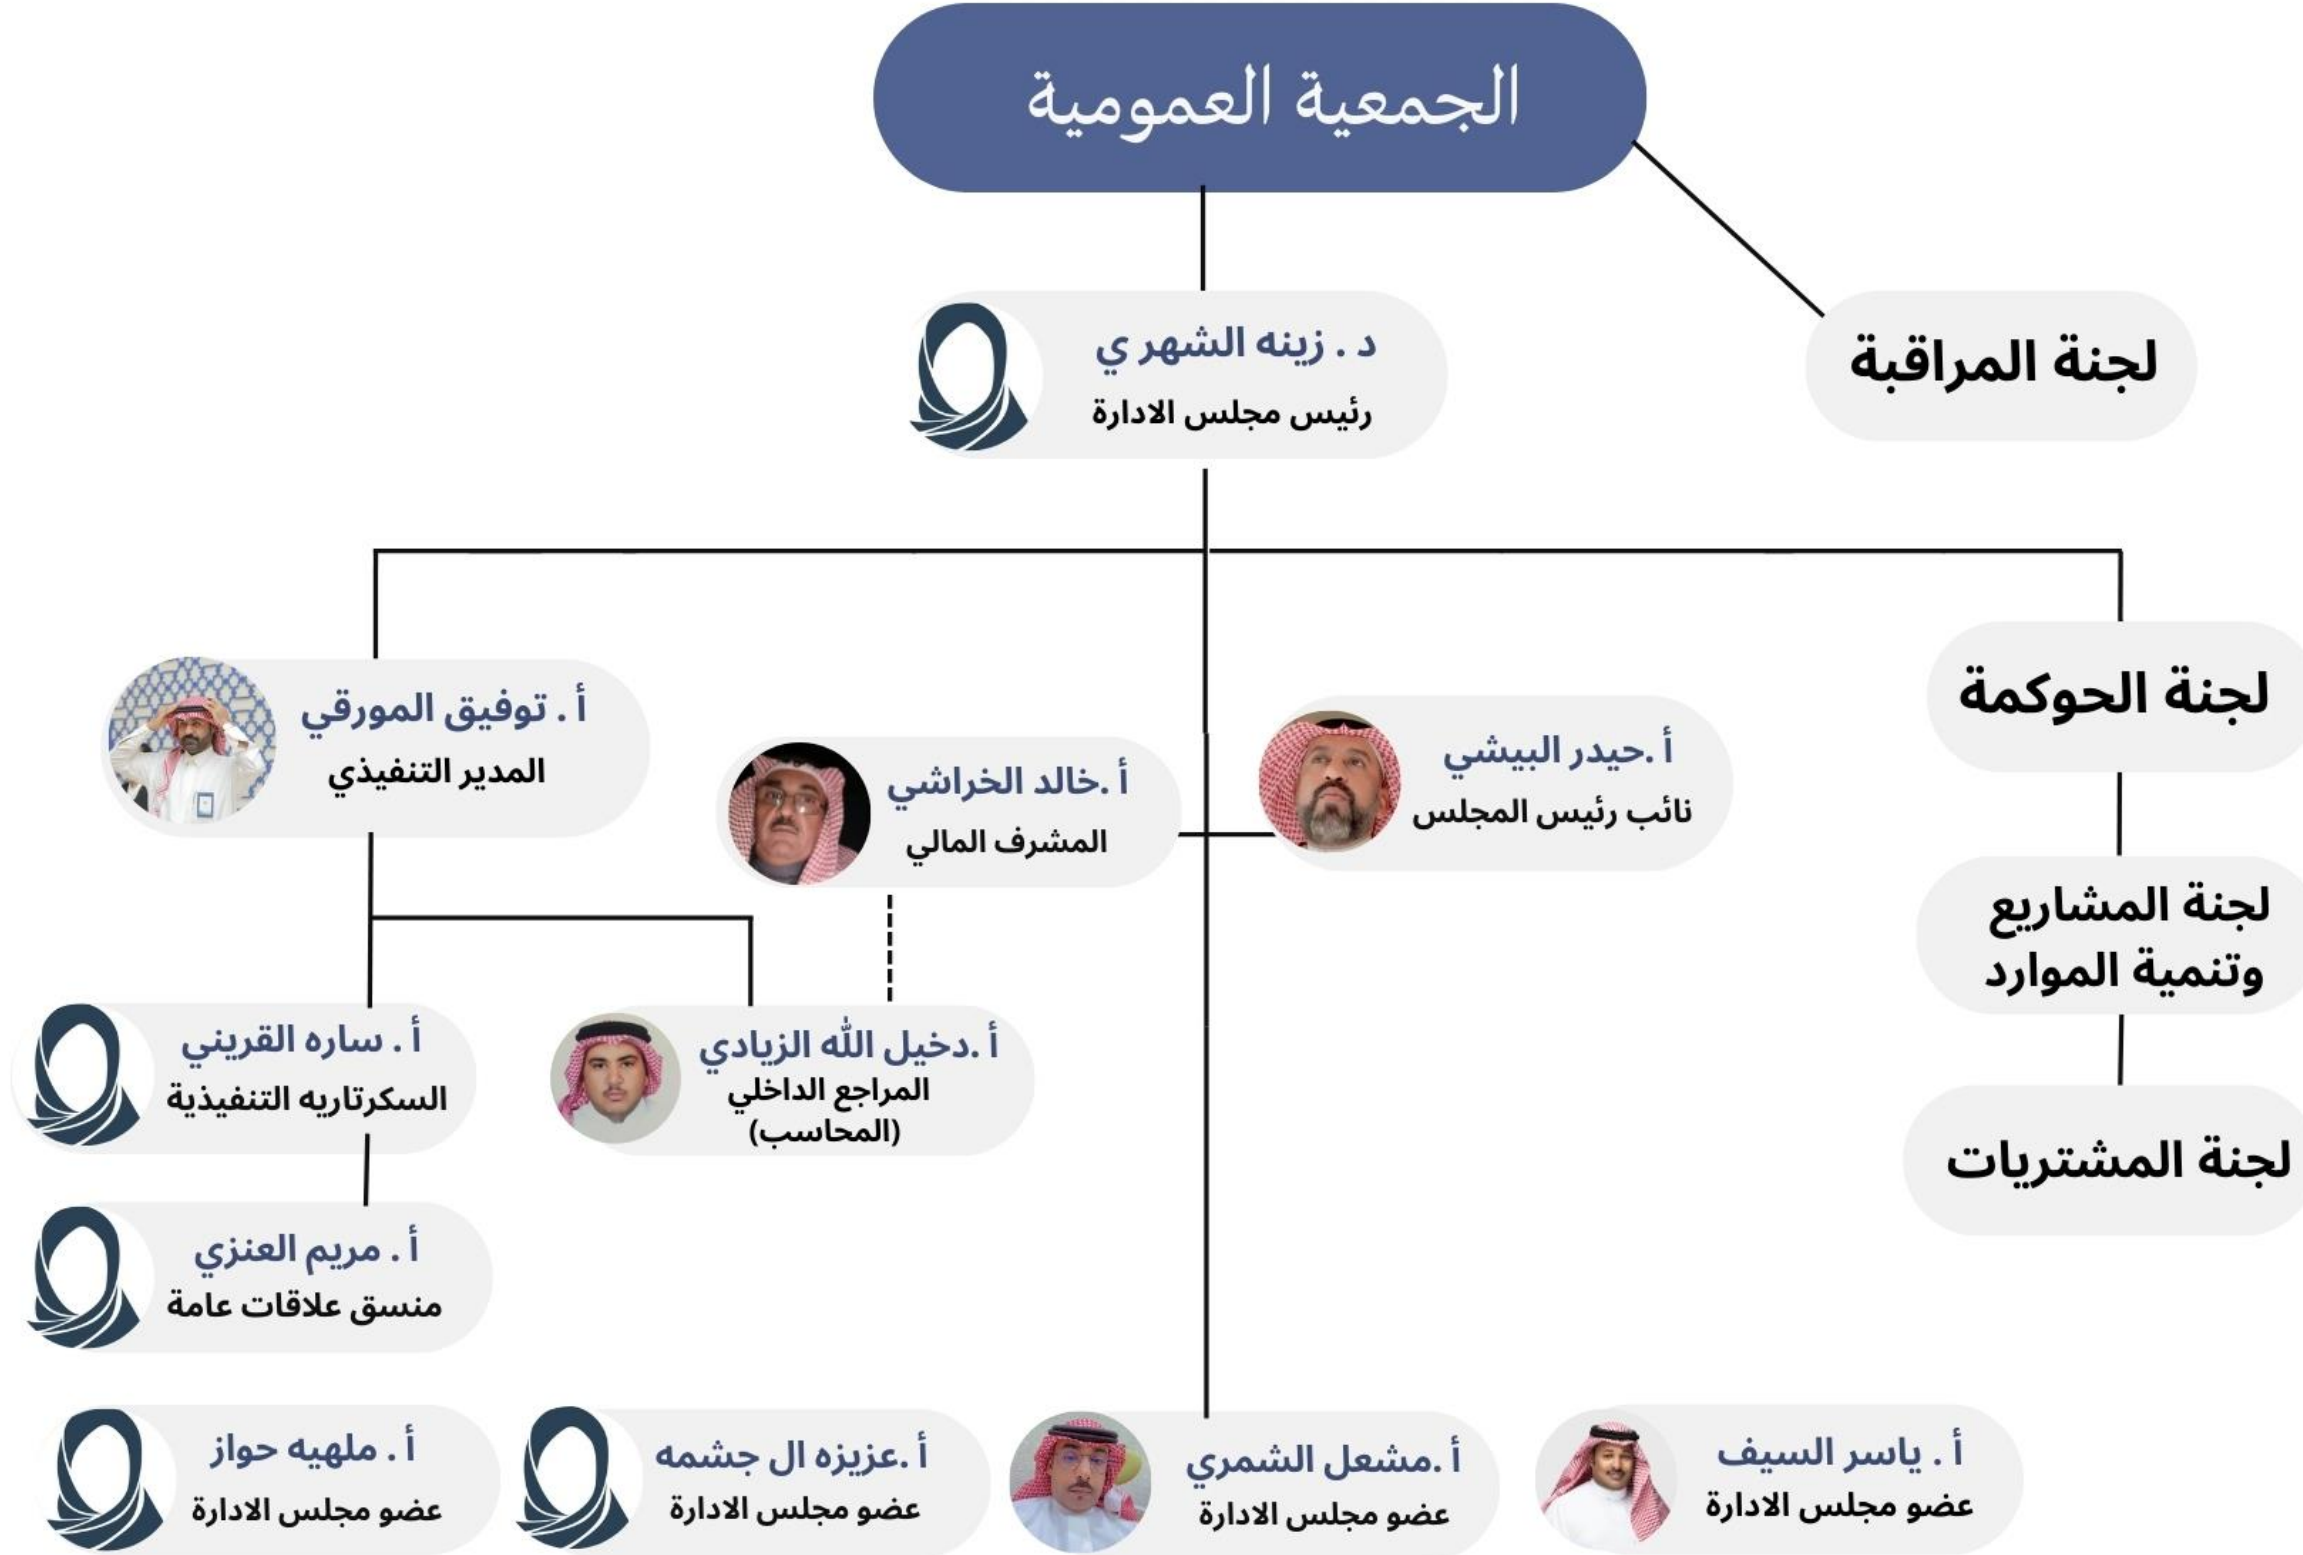 الجمعية العمومية
د . زينه الشهر ي
رئيس مجلس الادارة
لجنة المراقبة
أ . توفيق المورقي
المدير التنفيذي
أ .خالد الخراشي
المشرف المالي
أ .حيدر البيشي
نائب رئيس المجلس
لجنة الحوكمة
لجنة المشاريع
وتنمية الموارد
لجنة المشتريات
أ . ساره القريني
السكرتاريه التنفيذية
أ .دخيل الله الزيادي
المراجع الداخلي
(المحاسب)
أ . مريم العنزي
منسق علاقات عامة
أ . ياسر السيف
عضو مجلس الادارة
أ .مشعل الشمري
عضو مجلس الادارة
أ .عزيزه ال جشمه
عضو مجلس الادارة
أ . ملهيه حواز
عضو مجلس الادارة